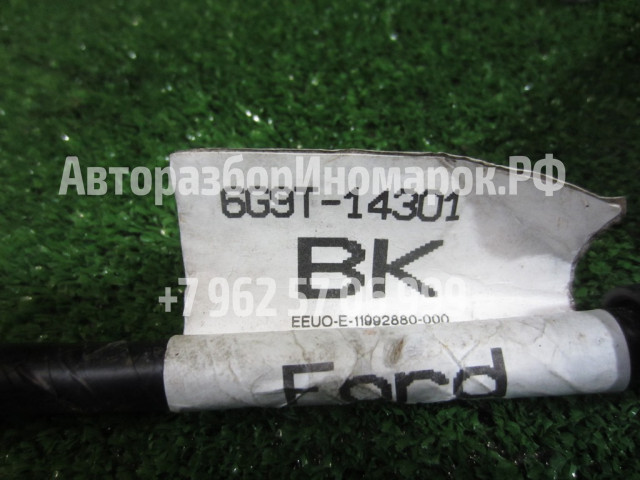 АвторазборИномарок.РФ
6G9T-14301
BK
EEUO-E-11992880-000
Ford